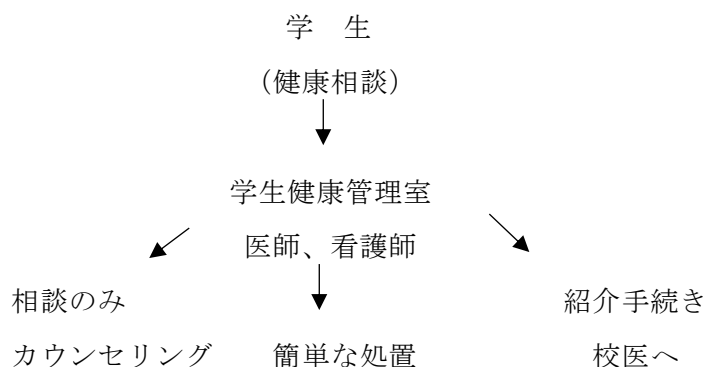 学　生
（健康相談）
学生健康管理室
医師、看護師
相談のみ
紹介手続き
カウンセリング
簡単な処置
校医へ